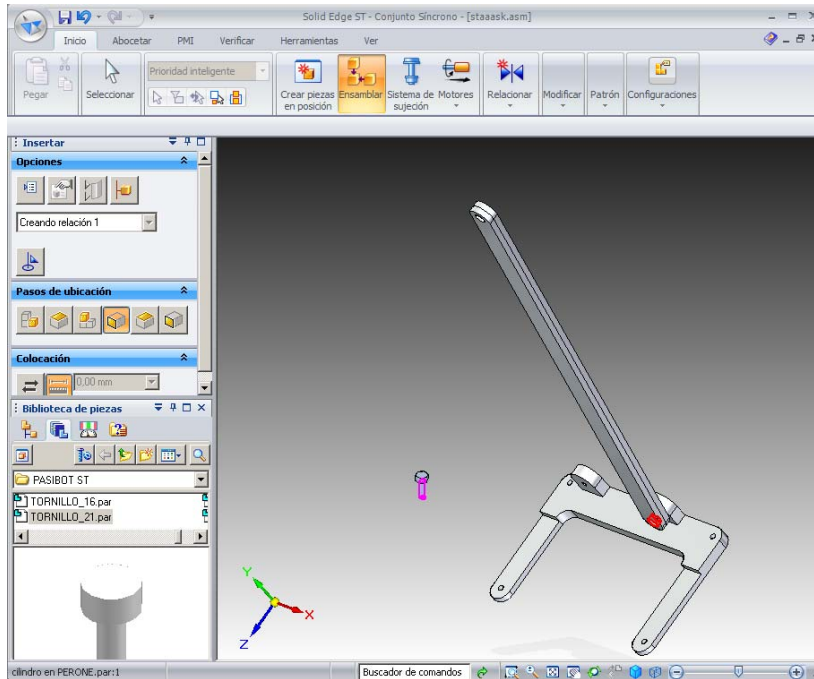 Solid Edge ST - Conjunto Síncrono - [staaask.asm]
Inicio Abocetar PMI Verificar Herramientas Ver
Pegar
Seleccionar
Prioridad inteligente
Crear piezas en posición
Ensamblar
Sistema de sujeción
Motores
Relacionar
Modificar
Patrón
Configuraciones
Insertar
Opciones
Creando relación 1
Pasos de ubicación
Colocación
0,00 mm
Biblioteca de piezas
PASIBOT ST
TORNILLO_16.par
TORNILLO_21.par
Y
X
Z
cilindro en PERONE.par:1
Buscador de comandos